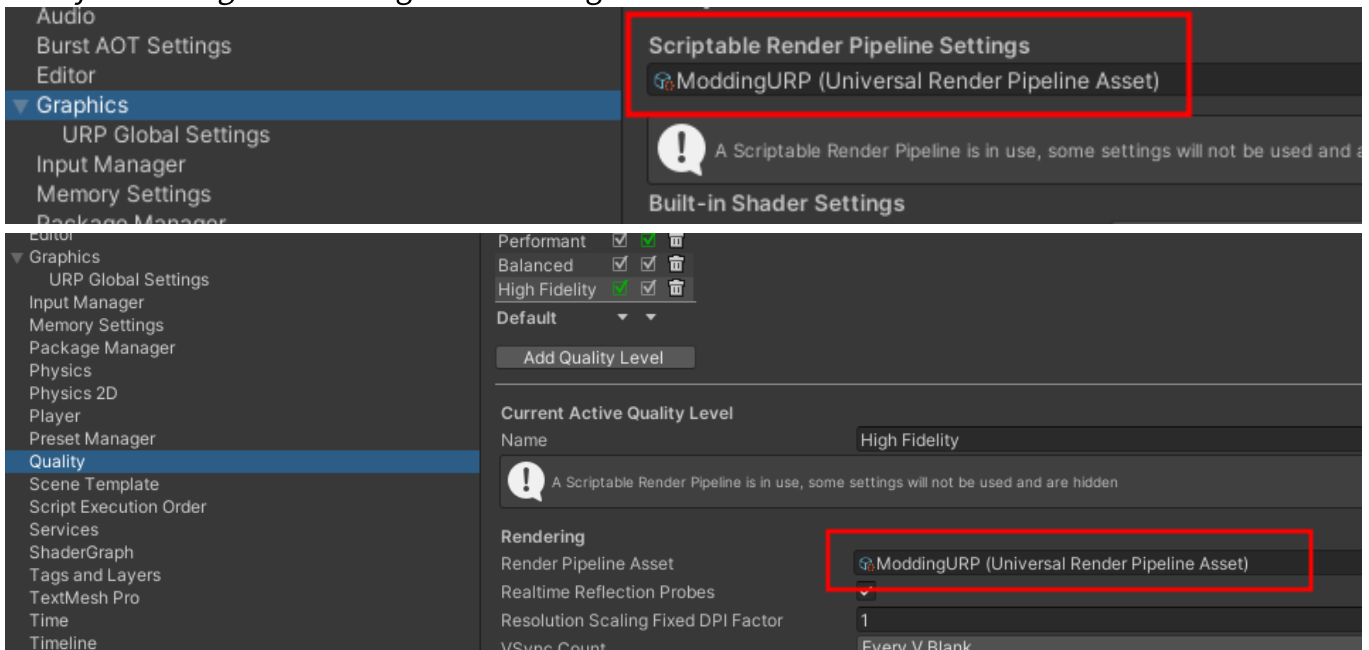 Audio
Burst AOT Settings
Editor
Graphics
URP Global Settings
Input Manager
Memory Settings
Package Manager
Scriptable Render Pipeline Settings
ModdingURP (Universal Render Pipeline Asset)
A Scriptable Render Pipeline is in use, some settings will not be used and
Built-in Shader Settings
Editor
Graphics
URP Global Settings
Input Manager
Memory Settings
Package Manager
Physics
Physics 2D
Player
Preset Manager
Quality
Scene Template
Script Execution Order
Services
ShaderGraph
Tags and Layers
TextMesh Pro
Time
Timeline
Performant
Balanced
High Fidelity
Default
Add Quality Level
Current Active Quality Level
Name High Fidelity
A Scriptable Render Pipeline is in use, some settings will not be used and are hidden
Rendering
Render Pipeline Asset ModdingURP (Universal Render Pipeline Asset)
Realtime Reflection Probes
Resolution Scaling Fixed DPI Factor 1
VSync Count Every V Blank